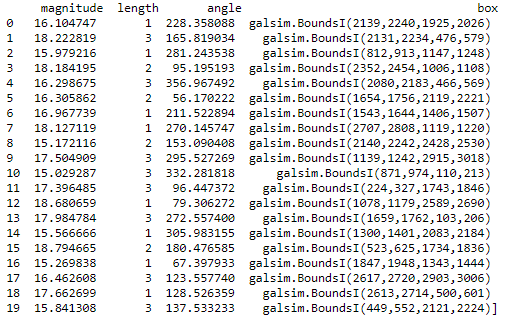 magnitude length angle box
0 16.104747 1 228.358088 galsim.BoundsI(2139,2240,1925,2026)
1 18.222819 3 165.819034 galsim.BoundsI(2131,2234,476,579)
2 15.979216 1 281.243538 galsim.BoundsI(812,913,1147,1248)
3 18.184195 2 95.195193 galsim.BoundsI(2352,2454,1006,1108)
4 16.298675 3 356.967492 galsim.BoundsI(2080,2183,466,569)
5 16.305862 2 56.170222 galsim.BoundsI(1654,1756,2119,2221)
6 16.967739 1 211.522894 galsim.BoundsI(1543,1644,1406,1507)
7 18.127119 1 270.145747 galsim.BoundsI(2707,2808,1119,1220)
8 15.172116 2 153.090408 galsim.BoundsI(2140,2242,2428,2530)
9 17.504909 3 295.527269 galsim.BoundsI(1139,1242,2915,3018)
10 15.029287 3 332.281818 galsim.BoundsI(871,974,110,213)
11 17.396485 3 96.447372 galsim.BoundsI(224,327,1743,1846)
12 18.680659 1 79.306272 galsim.BoundsI(1078,1179,2589,2690)
13 17.984784 3 272.557400 galsim.BoundsI(1659,1762,103,206)
14 15.566666 1 305.983155 galsim.BoundsI(1300,1401,2083,2184)
15 18.794665 2 180.476585 galsim.BoundsI(523,625,1734,1836)
16 15.269838 1 67.397933 galsim.BoundsI(1847,1948,1343,1444)
17 16.462608 3 123.557740 galsim.BoundsI(2617,2720,2903,3006)
18 17.662699 1 128.526359 galsim.BoundsI(2613,2714,500,601)
19 15.841308 3 137.533233 galsim.BoundsI(449,552,2121,2224)]